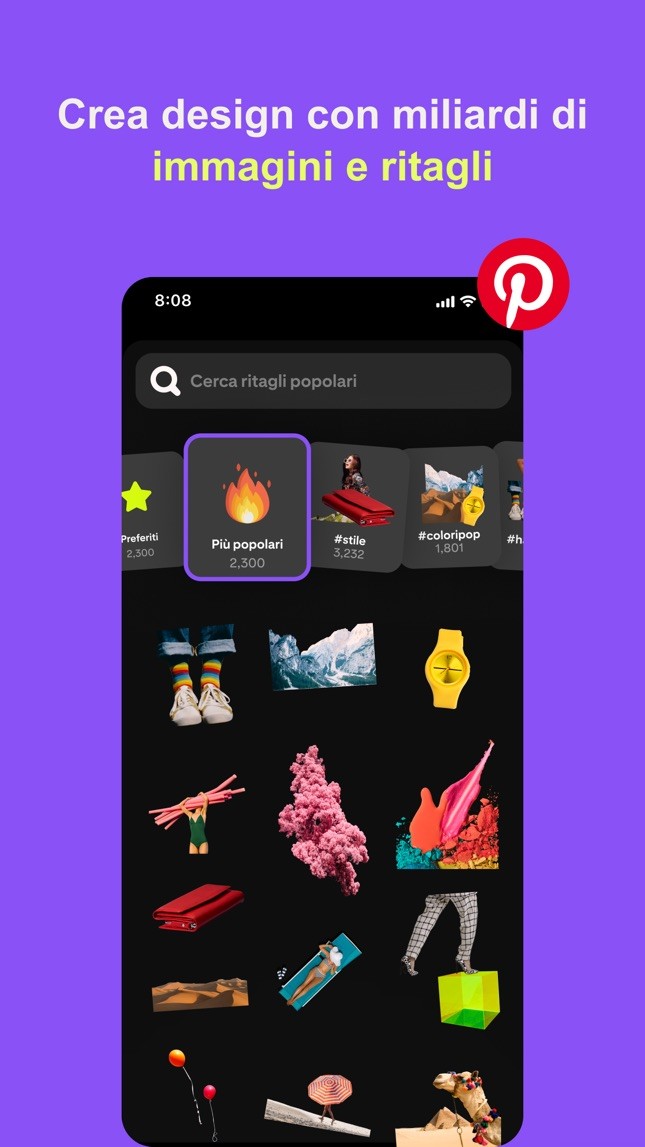 Crea design con miliardi di
immagini e ritagli
8:08
Cerca ritagli popolari
Preferiti
2,300
Più popolari
2,300
#stile
3,232
#coloripop
1,801